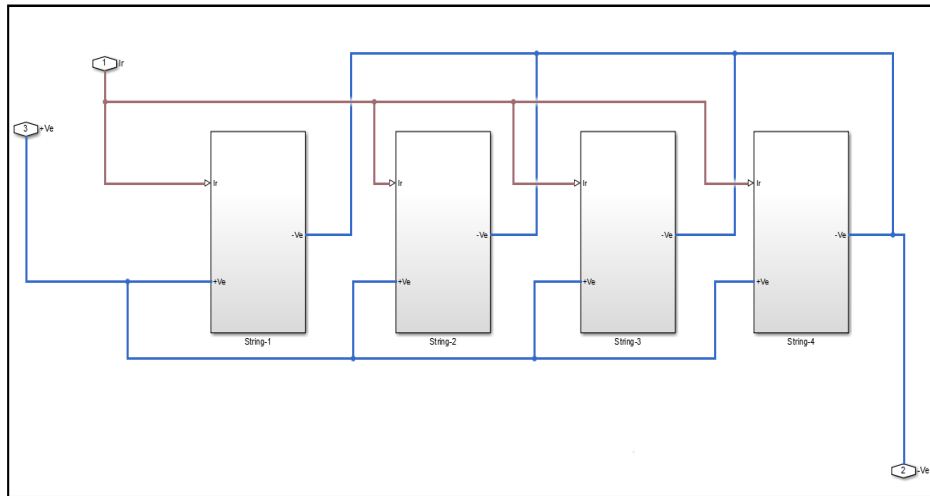 1
Ir
3
+Ve
Ir
Ir
Ir
Ir
-Ve
-Ve
-Ve
-Ve
+Ve
+Ve
+Ve
+Ve
String-1
String-2
String-3
String-4
2
-Ve